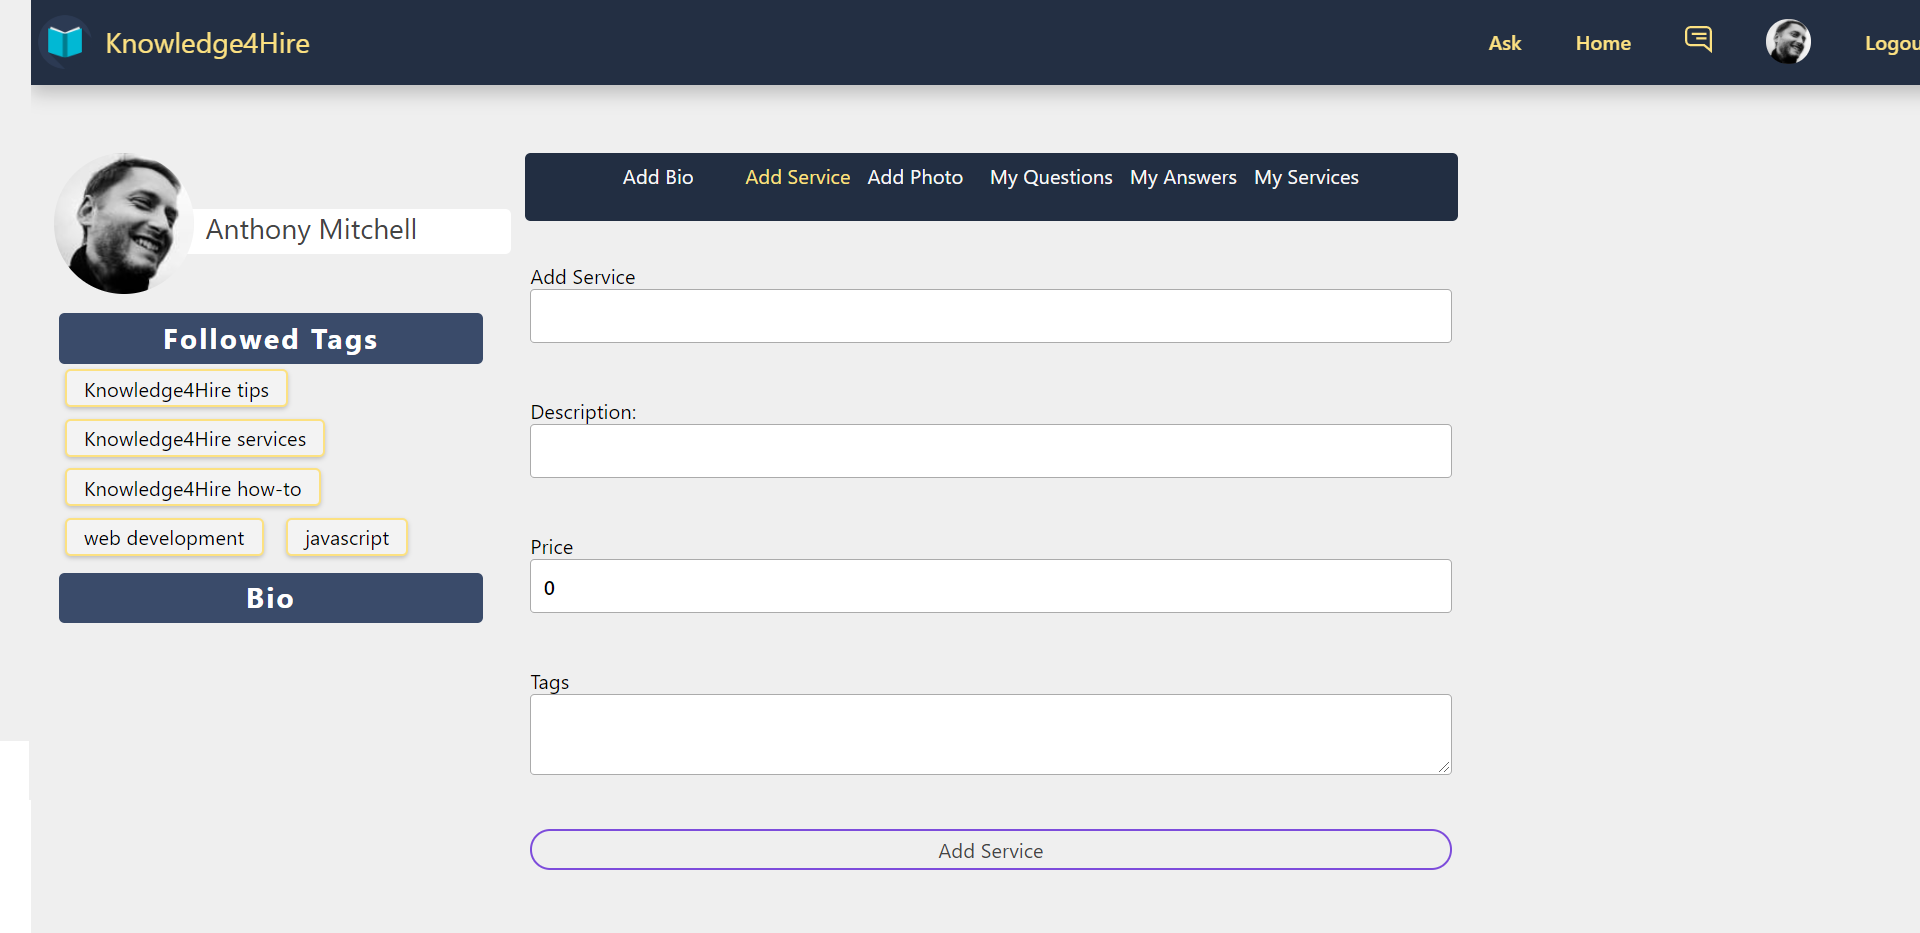 Knowledge4Hire
Ask Home Logou
Add Bio Add Service Add Photo My Questions My Answers My Services
Anthony Mitchell
Followed Tags
Knowledge4Hire tips
Knowledge4Hire services
Knowledge4Hire how-to
web development javascript
Bio
Add Service
Description:
Price
0
Tags
Add Service